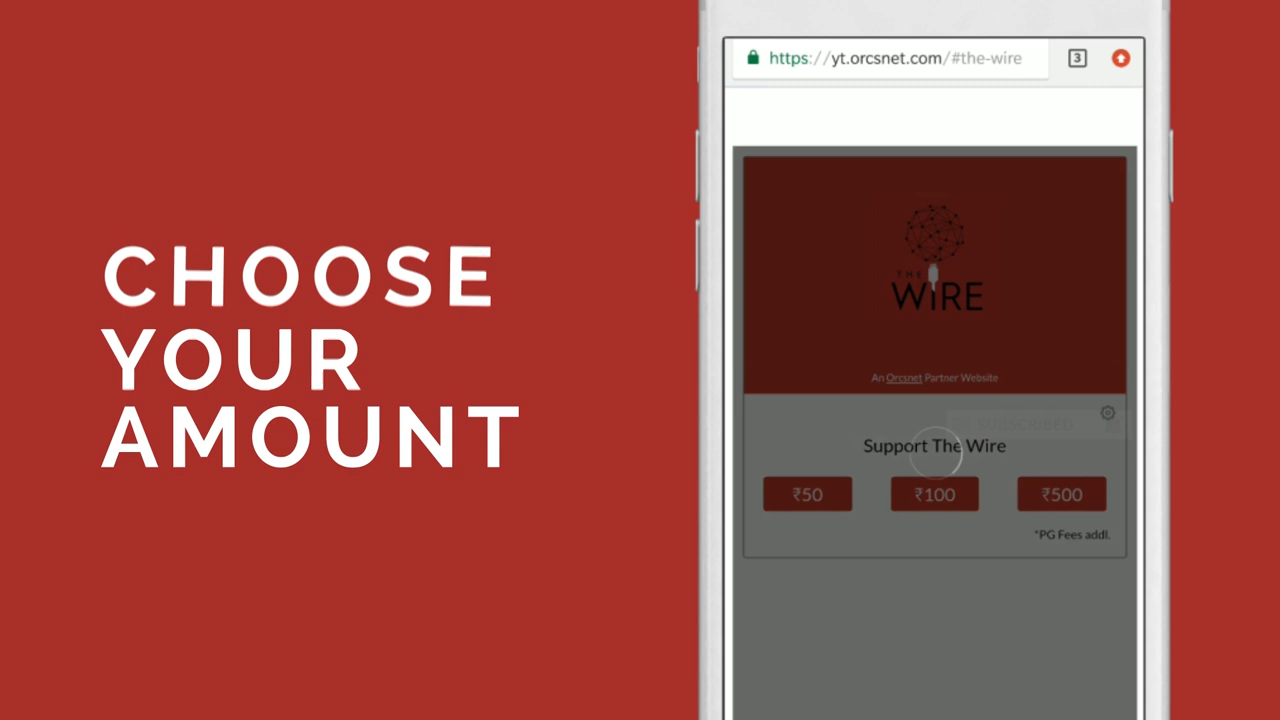 CHOOSE
YOUR
AMOUNT
https://yt.orcsnet.com/#the-wire
3
THE
WIRE
An Orcsnet Partner Website
SUBSCRIBED
Support The Wire
₹50
₹100
₹500
*PG Fees addl.